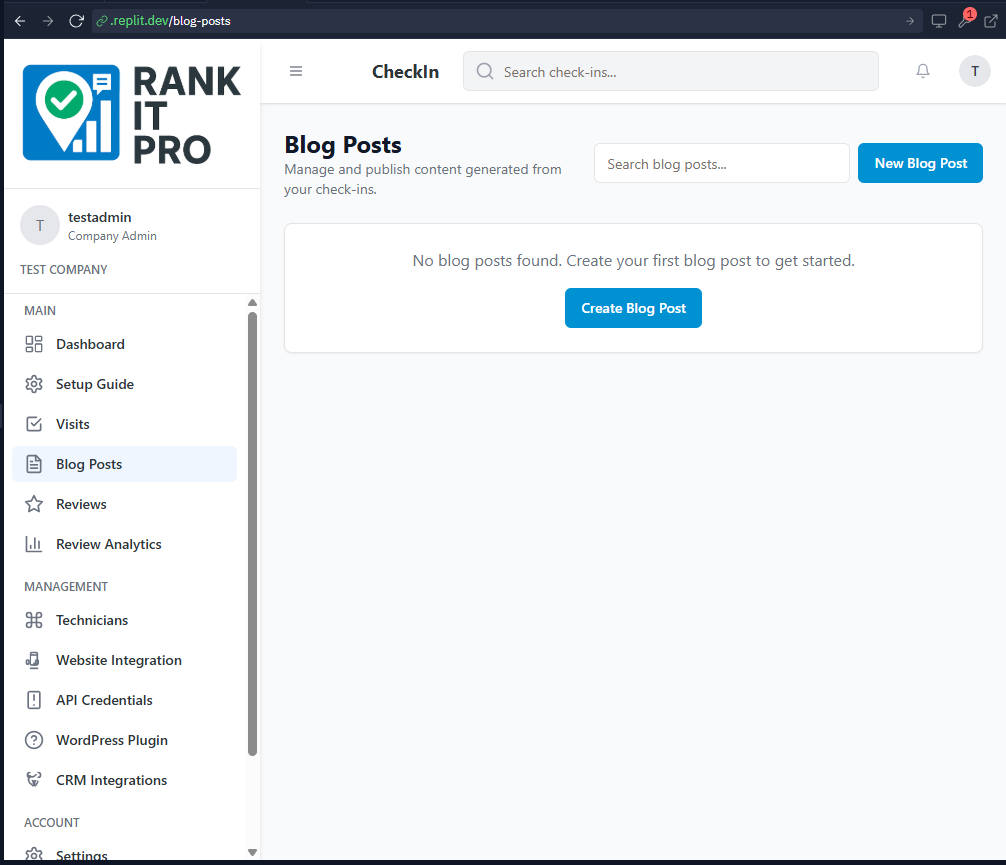 .replit.dev/blog-posts
1
RANK
IT
PRO
CheckIn
Search check-ins...
T
T
testadmin
Company Admin
TEST COMPANY
MAIN
Dashboard
Setup Guide
Visits
Blog Posts
Reviews
Review Analytics
MANAGEMENT
Technicians
Website Integration
API Credentials
WordPress Plugin
CRM Integrations
ACCOUNT
Settings
Blog Posts
Manage and publish content generated from
your check-ins.
Search blog posts...
New Blog Post
No blog posts found. Create your first blog post to get started.
Create Blog Post